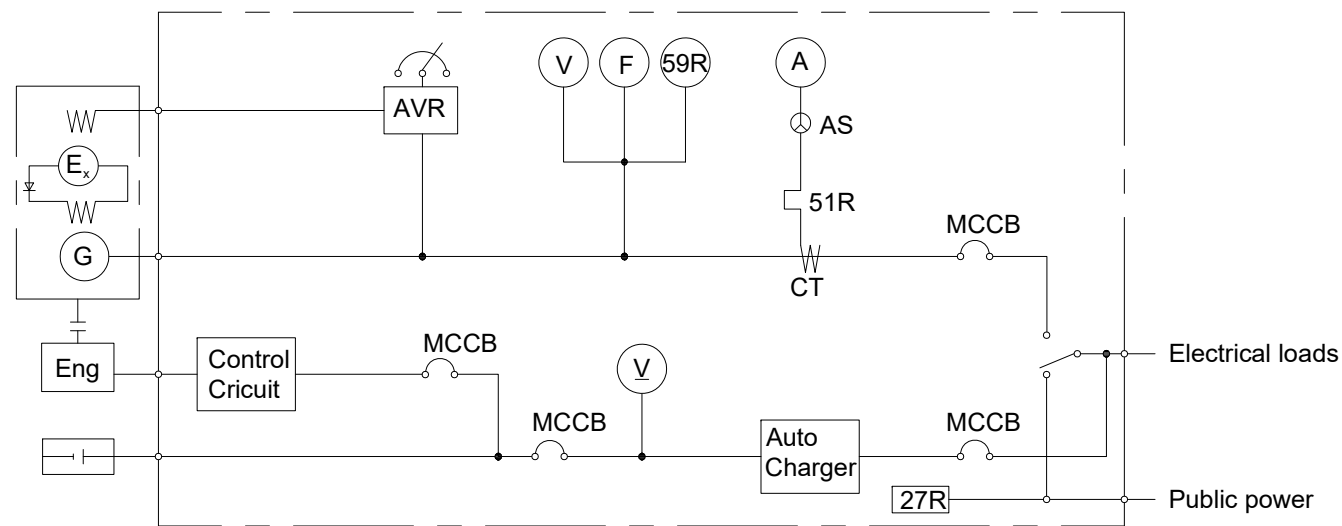 V
F
59R
A
AVR
AS
Ex
51R
MCCB
G
CT
MCCB
Eng
Control
Cricuit
V
Electrical loads
MCCB
MCCB
Auto
Charger
27R
Public power